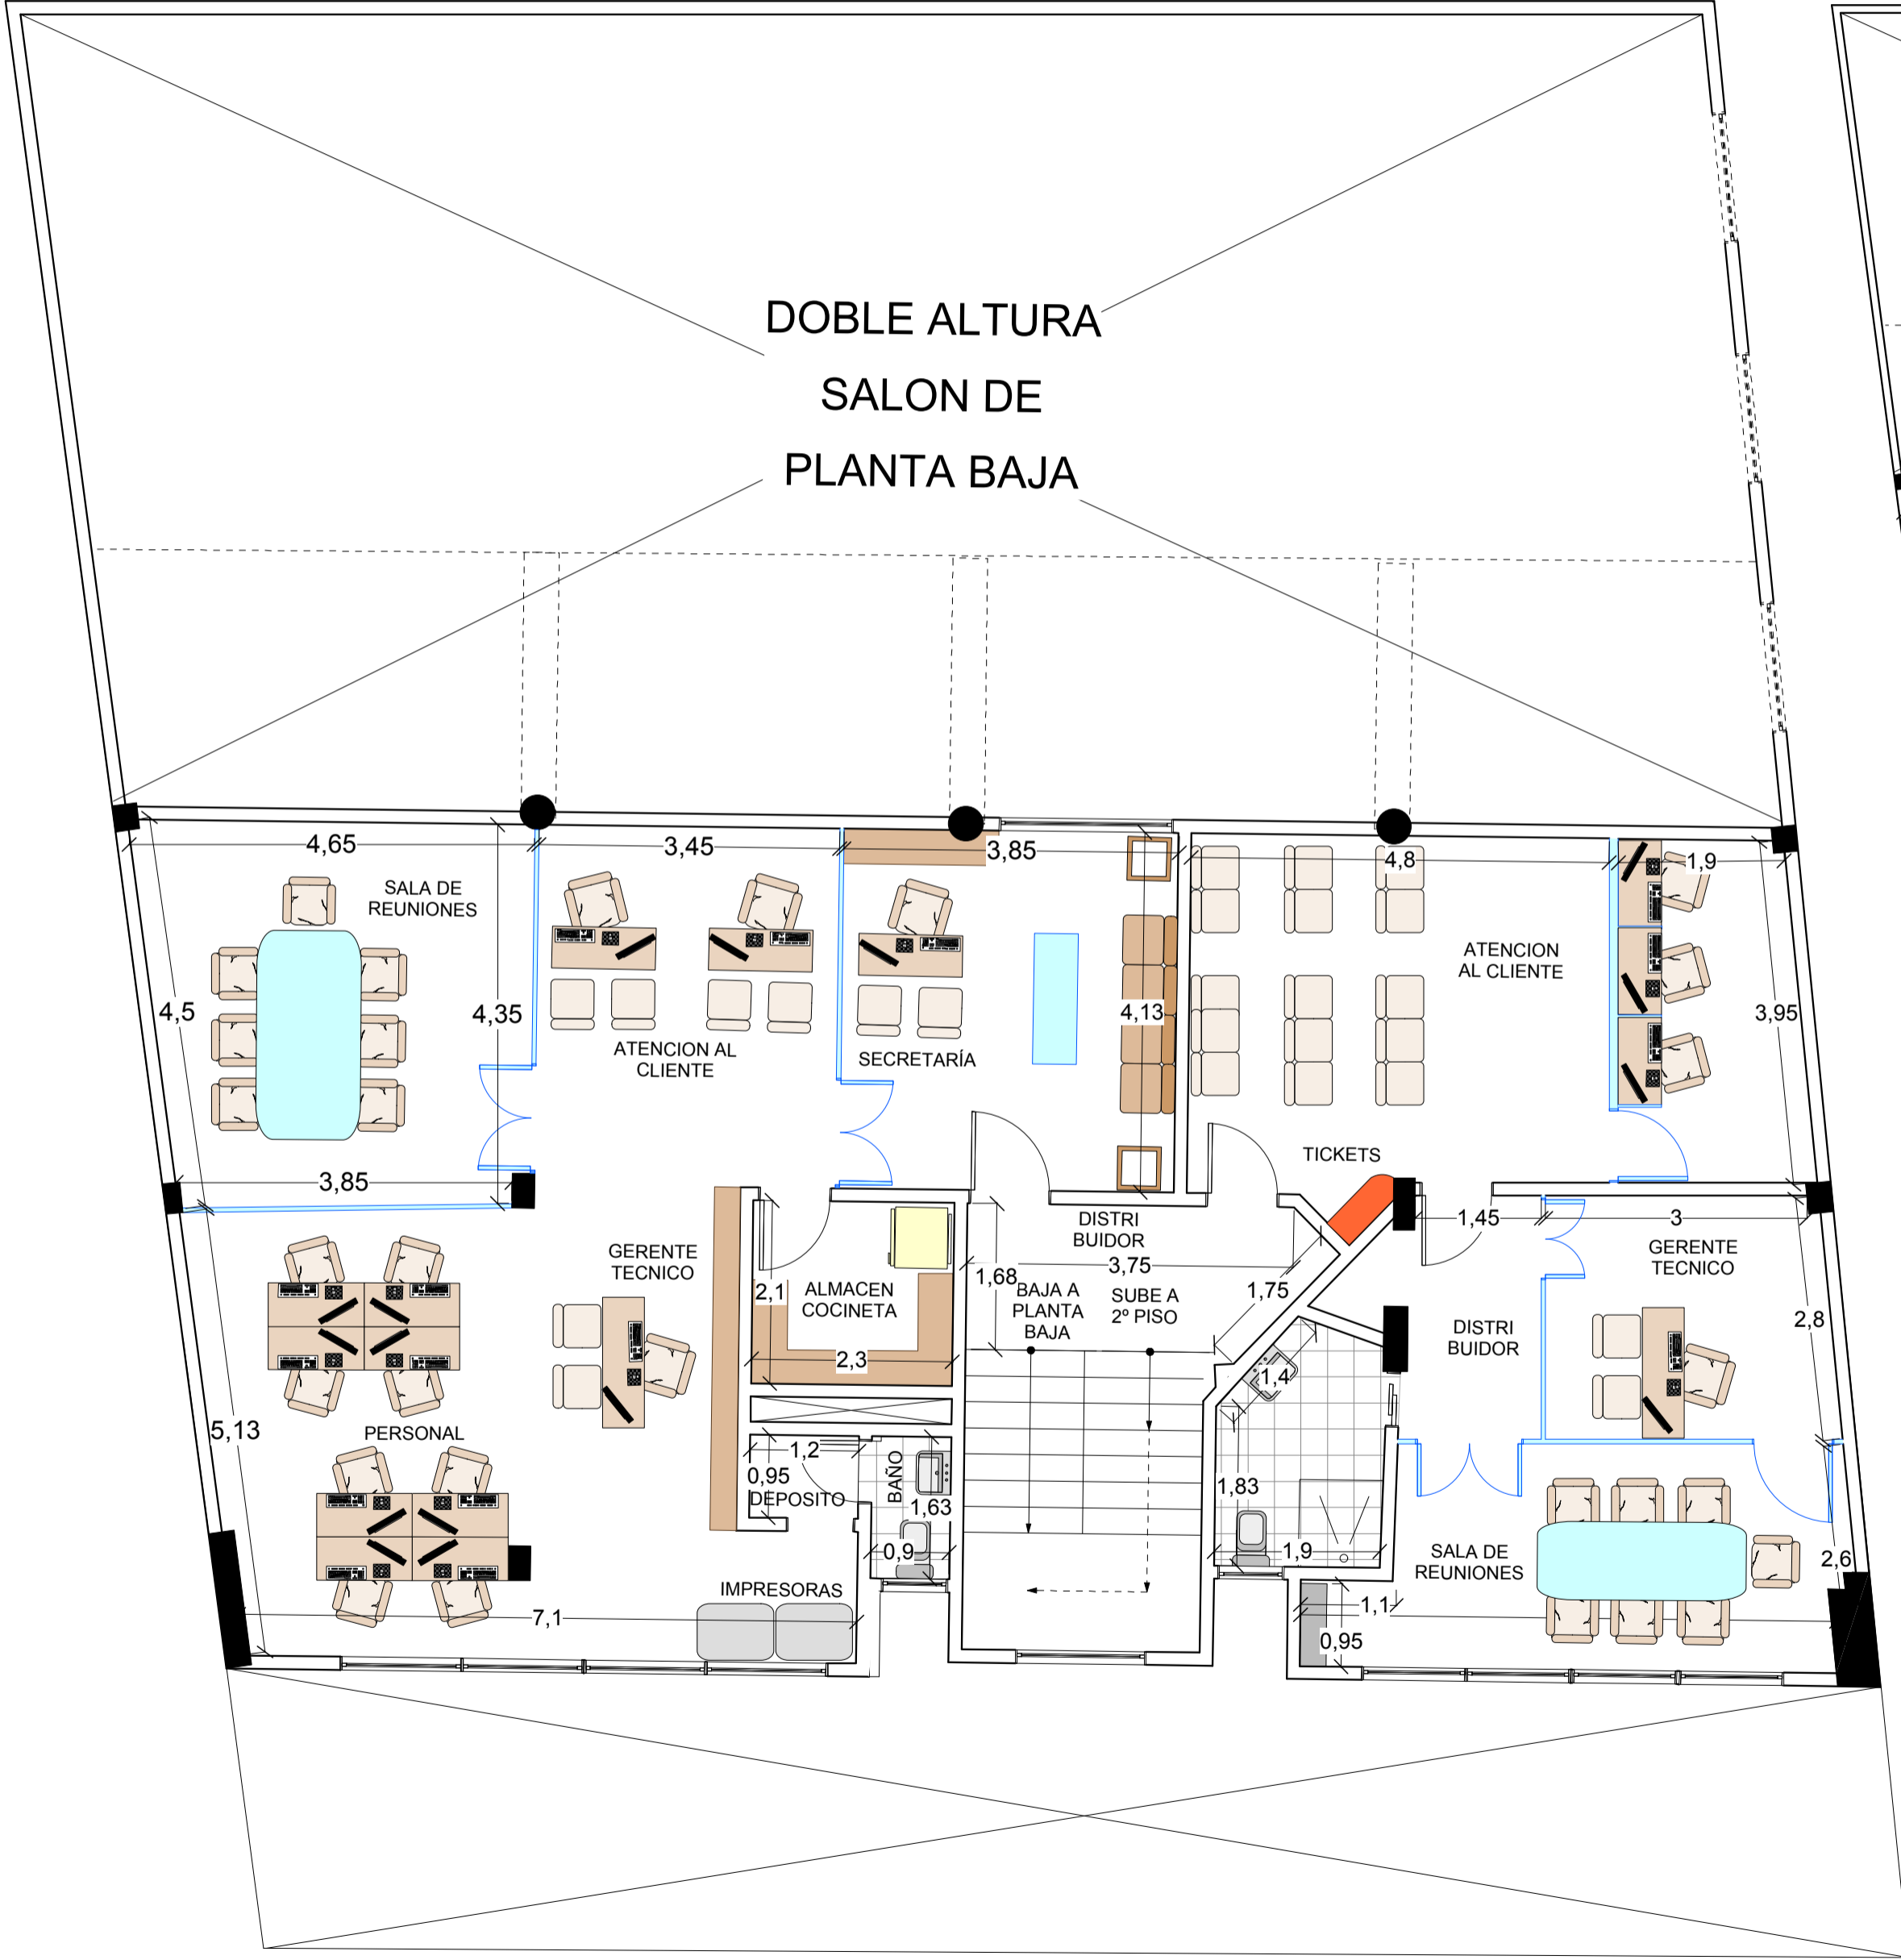 DOBLE ALTURA
SALON DE
PLANTA BAJA
4,65
3,45
3,85
4,8
1,9
SALA DE
REUNIONES
4,5
4,35
ATENCION AL
CLIENTE
SECRETARÍA
4,13
ATENCION
AL CLIENTE
3,95
TICKETS
3,85
DISTRI
BUIDOR
3,75
1,68
1,75
1,45
3
GERENTE
TECNICO
GERENTE
TECNICO
2,1
ALMACEN
COCINETA
2,3
BAJA A
PLANTA
BAJA
SUBE A
2º PISO
DISTRI
BUIDOR
2,8
1,4
5,13
PERSONAL
1,2
0,95
DEPOSITO
BAÑO
1,63
0,9
1,83
1,9
SALA DE
REUNIONES
2,6
IMPRESORAS
7,1
1,1
0,95